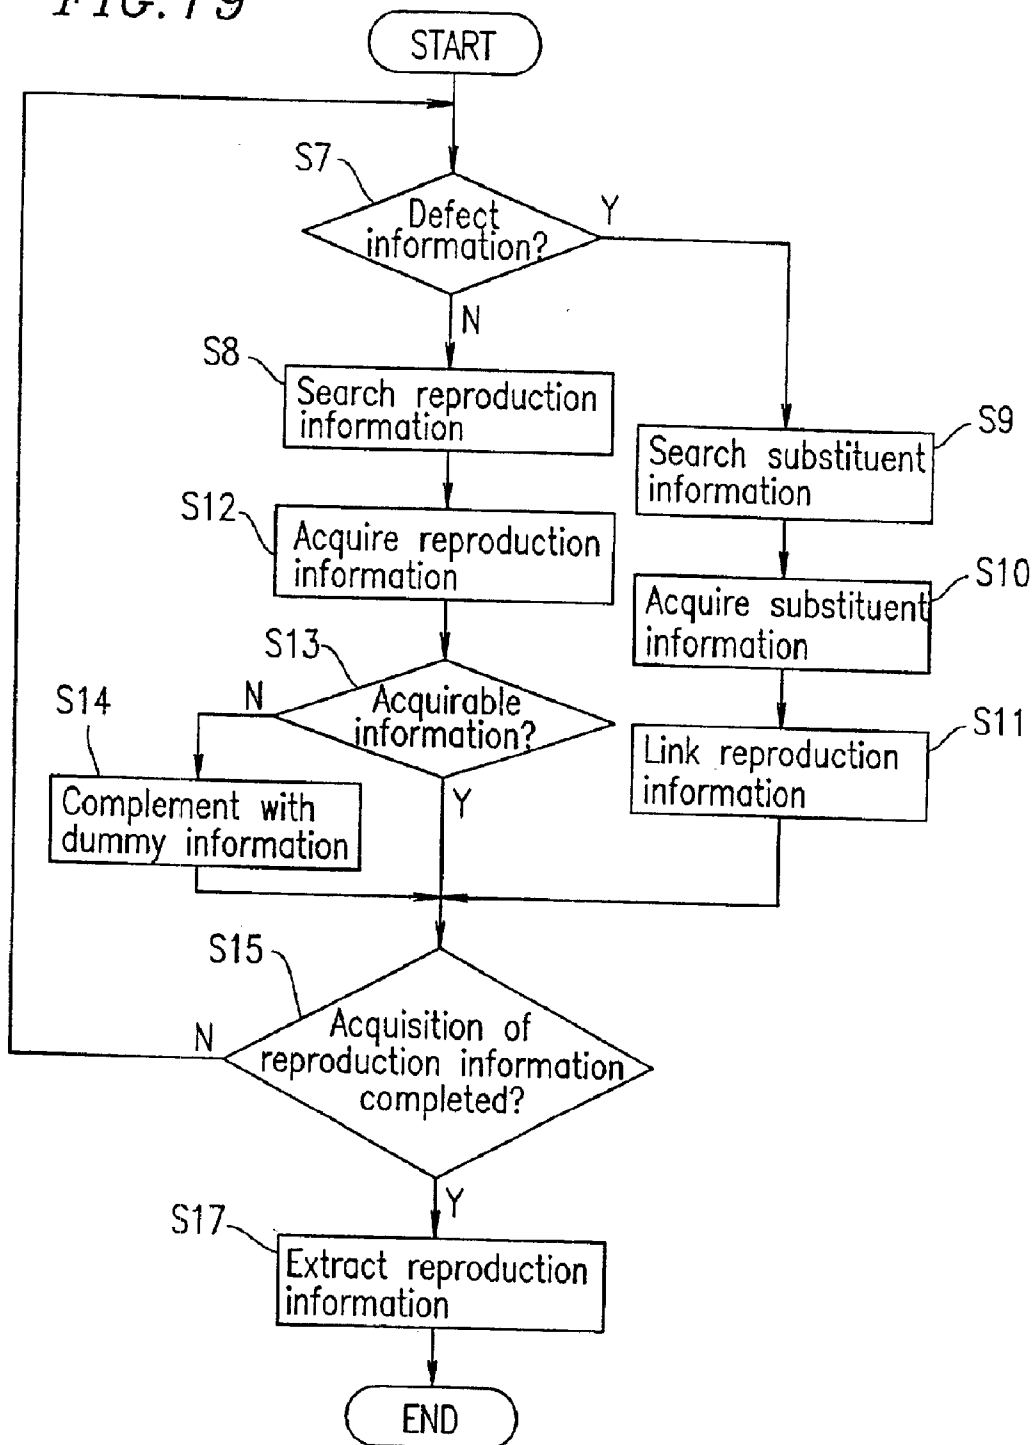 FIG. 79
START
S7
Defect
information?
Y
N
S8
Search reproduction
information
S9
Search substituent
information
S12
Acquire reproduction
information
S10
Acquire substituent
information
S13
Acquirable
information?
N
Y
S14
Complement with
dummy information
S11
Link reproduction
information
S15
Acquisition of
reproduction information
completed?
N
Y
S17
Extract reproduction
information
END